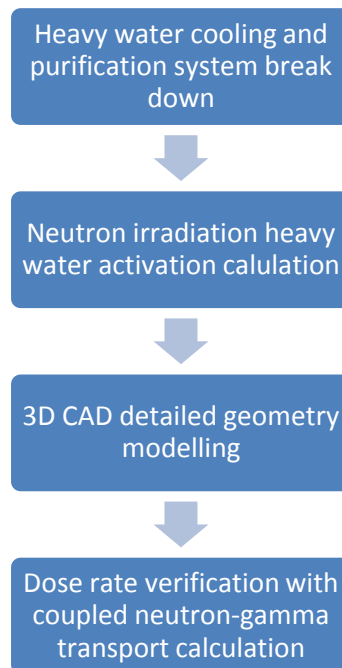 Heavy water cooling and
purification system break
down
Neutron irradiation heavy
water activation calulation
3D CAD detailed geometry
modelling
Dose rate verification with
coupled neutron-gamma
transport calculation